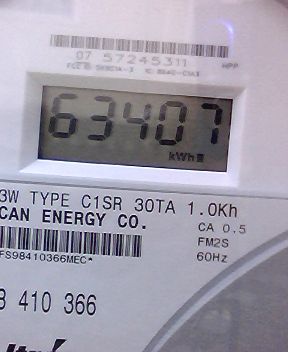 07 57245311
HPP
63407
kWh
3W TYPE C1SR 30TA 1.0Kh
CAN ENERGY CO.
CA 0.5
FM2S
60Hz
FS98410366MEC*
410 366